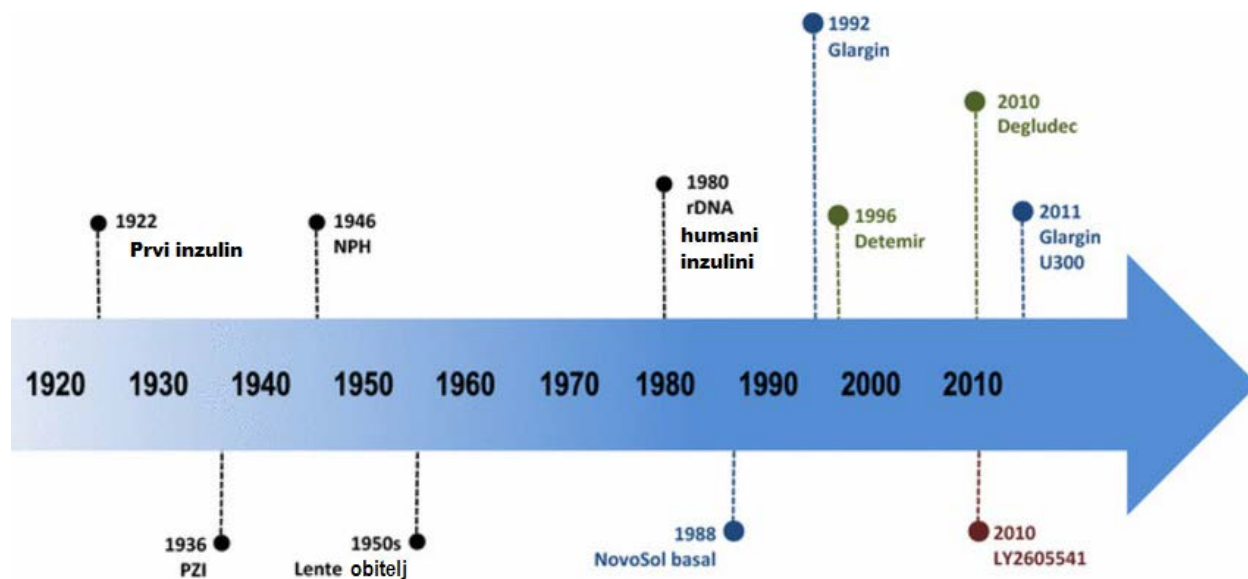 1992
Glargin
2010
Degludec
1980
rDNA
humani
inzulini
1922
Prvi inzulin
1946
NPH
1996
Detemir
2011
Glargin
U300
1920 1930 1940 1950 1960 1970 1980 1990 2000 2010
1936
PZI
1950s
Lente obitelj
1988
NovoSol basal
2010
LY2605541